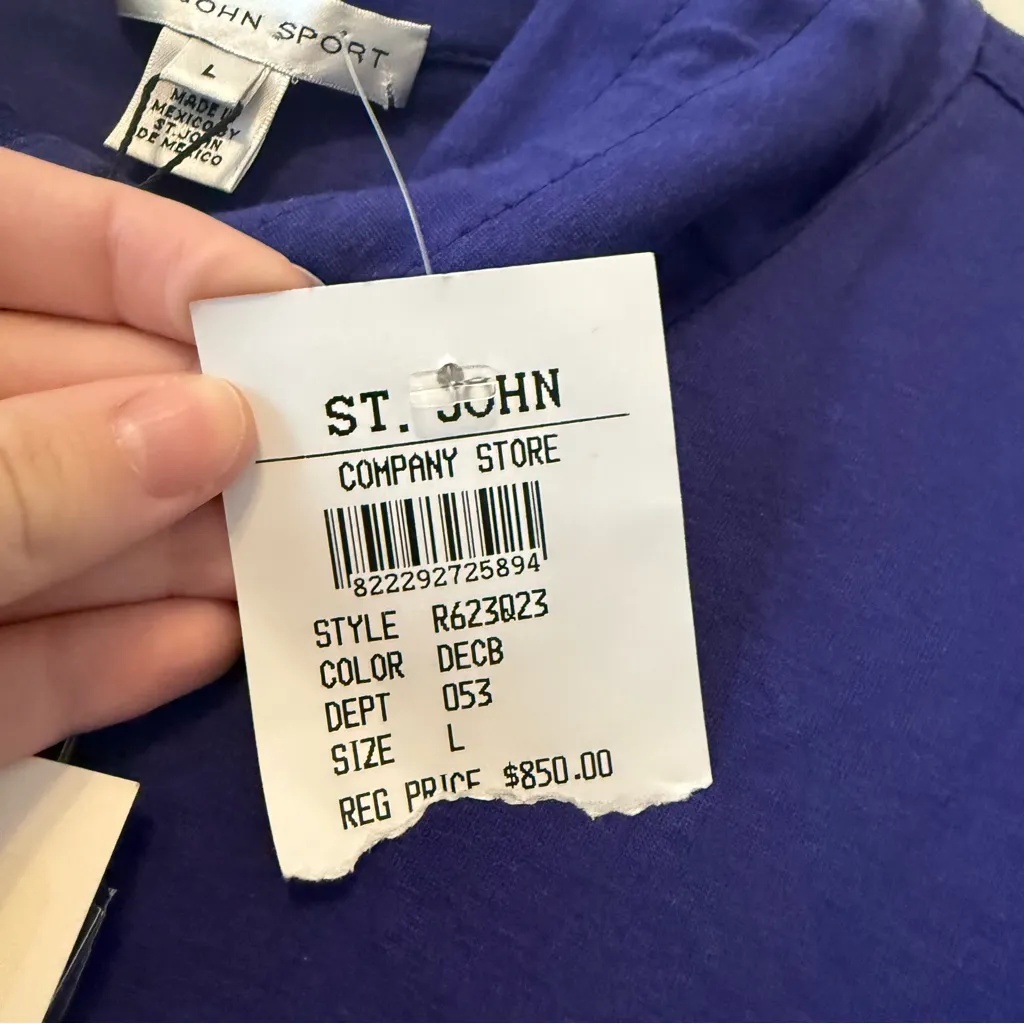 JOHN SPORT
L
MADE IN
MEXICO BY
ST. JOHN
DE MEXICO
ST. JOHN
COMPANY STORE
822292725894
STYLE R623Q23
COLOR DECB
DEPT 053
SIZE L
REG PRICE $850.00